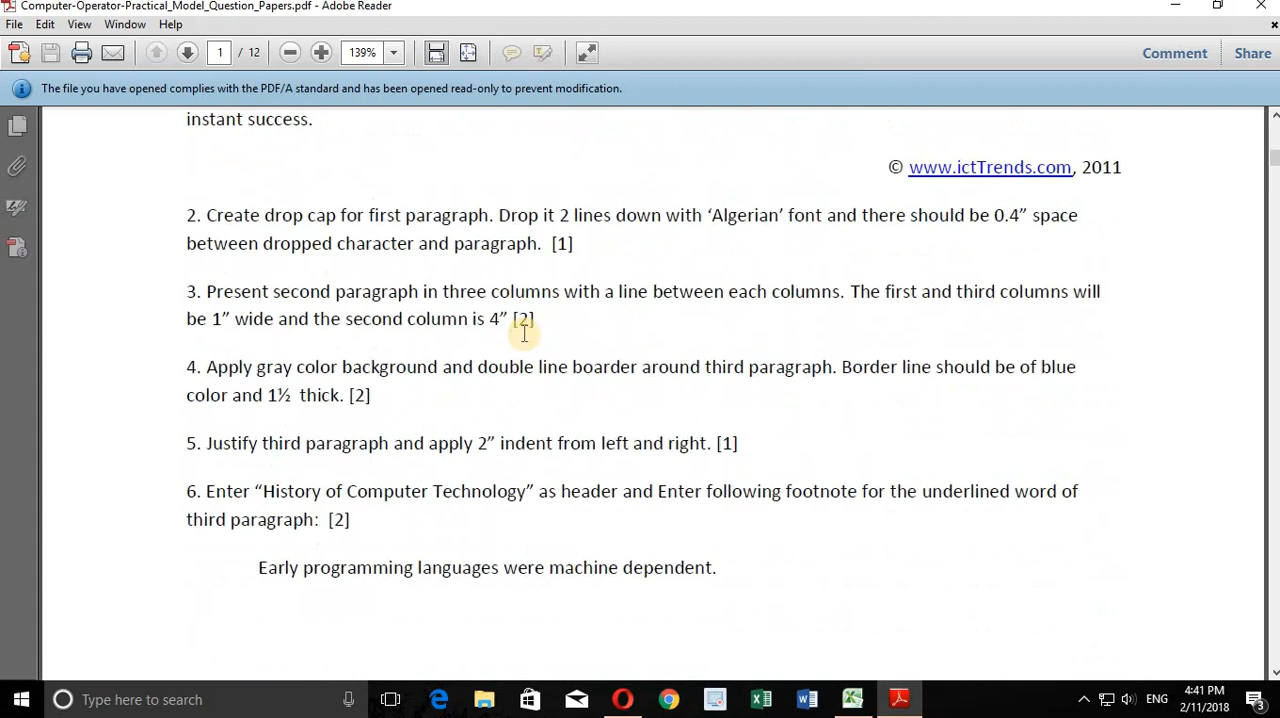 Computer-Operator-Practical_Model_Question_Papers.pdf - Adobe Reader
File Edit View Window Help
1 / 12 139% Comment Share
The file you have opened complies with the PDF/A standard and has been opened read-only to prevent modification.
instant success.
© www.ictTrends.com, 2011
2. Create drop cap for first paragraph. Drop it 2 lines down with ‘Algerian’ font and there should be 0.4” space
between dropped character and paragraph. [1]
3. Present second paragraph in three columns with a line between each columns. The first and third columns will
be 1” wide and the second column is 4” [2]
4. Apply gray color background and double line boarder around third paragraph. Border line should be of blue
color and 1½ thick. [2]
5. Justify third paragraph and apply 2” indent from left and right. [1]
6. Enter “History of Computer Technology” as header and Enter following footnote for the underlined word of
third paragraph: [2]
Early programming languages were machine dependent.
Type here to search
ENG
4:41 PM
2/11/2018
3